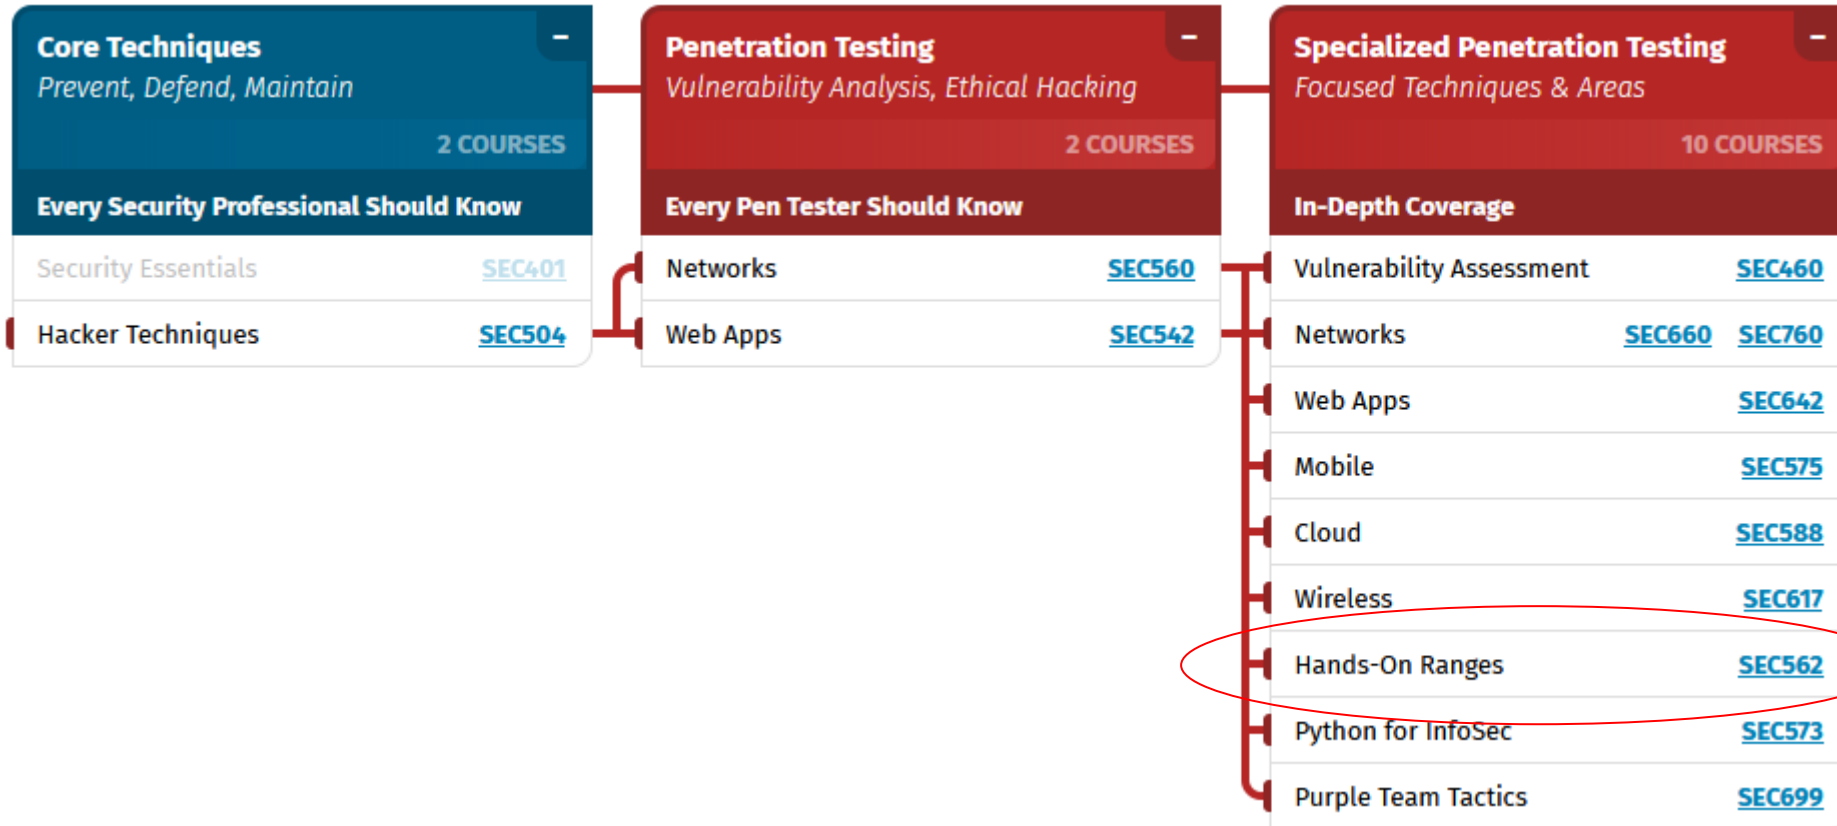 Core Techniques
–
Prevent, Defend, Maintain
2 COURSES
Every Security Professional Should Know
Security Essentials SEC401
Hacker Techniques SEC504
Penetration Testing
–
Vulnerability Analysis, Ethical Hacking
2 COURSES
Every Pen Tester Should Know
Networks SEC560
Web Apps SEC542
Specialized Penetration Testing
–
Focused Techniques & Areas
10 COURSES
In-Depth Coverage
Vulnerability Assessment SEC460
Networks SEC660 SEC760
Web Apps SEC642
Mobile SEC575
Cloud SEC588
Wireless SEC617
Hands-On Ranges SEC562
Python for InfoSec SEC573
Purple Team Tactics SEC699